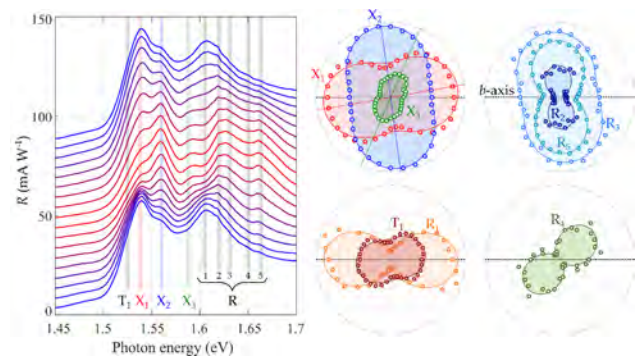 R (mA W⁻¹)
150
100
50
0
T₁ X₁ X₂ X₃ R
1 2 3 4 5
1.45 1.5 1.55 1.6 1.65 1.7
Photon energy (eV)
X₂
X₁
X₃
b-axis
R₂
R₅
R₃
T₁
R₄
R₁